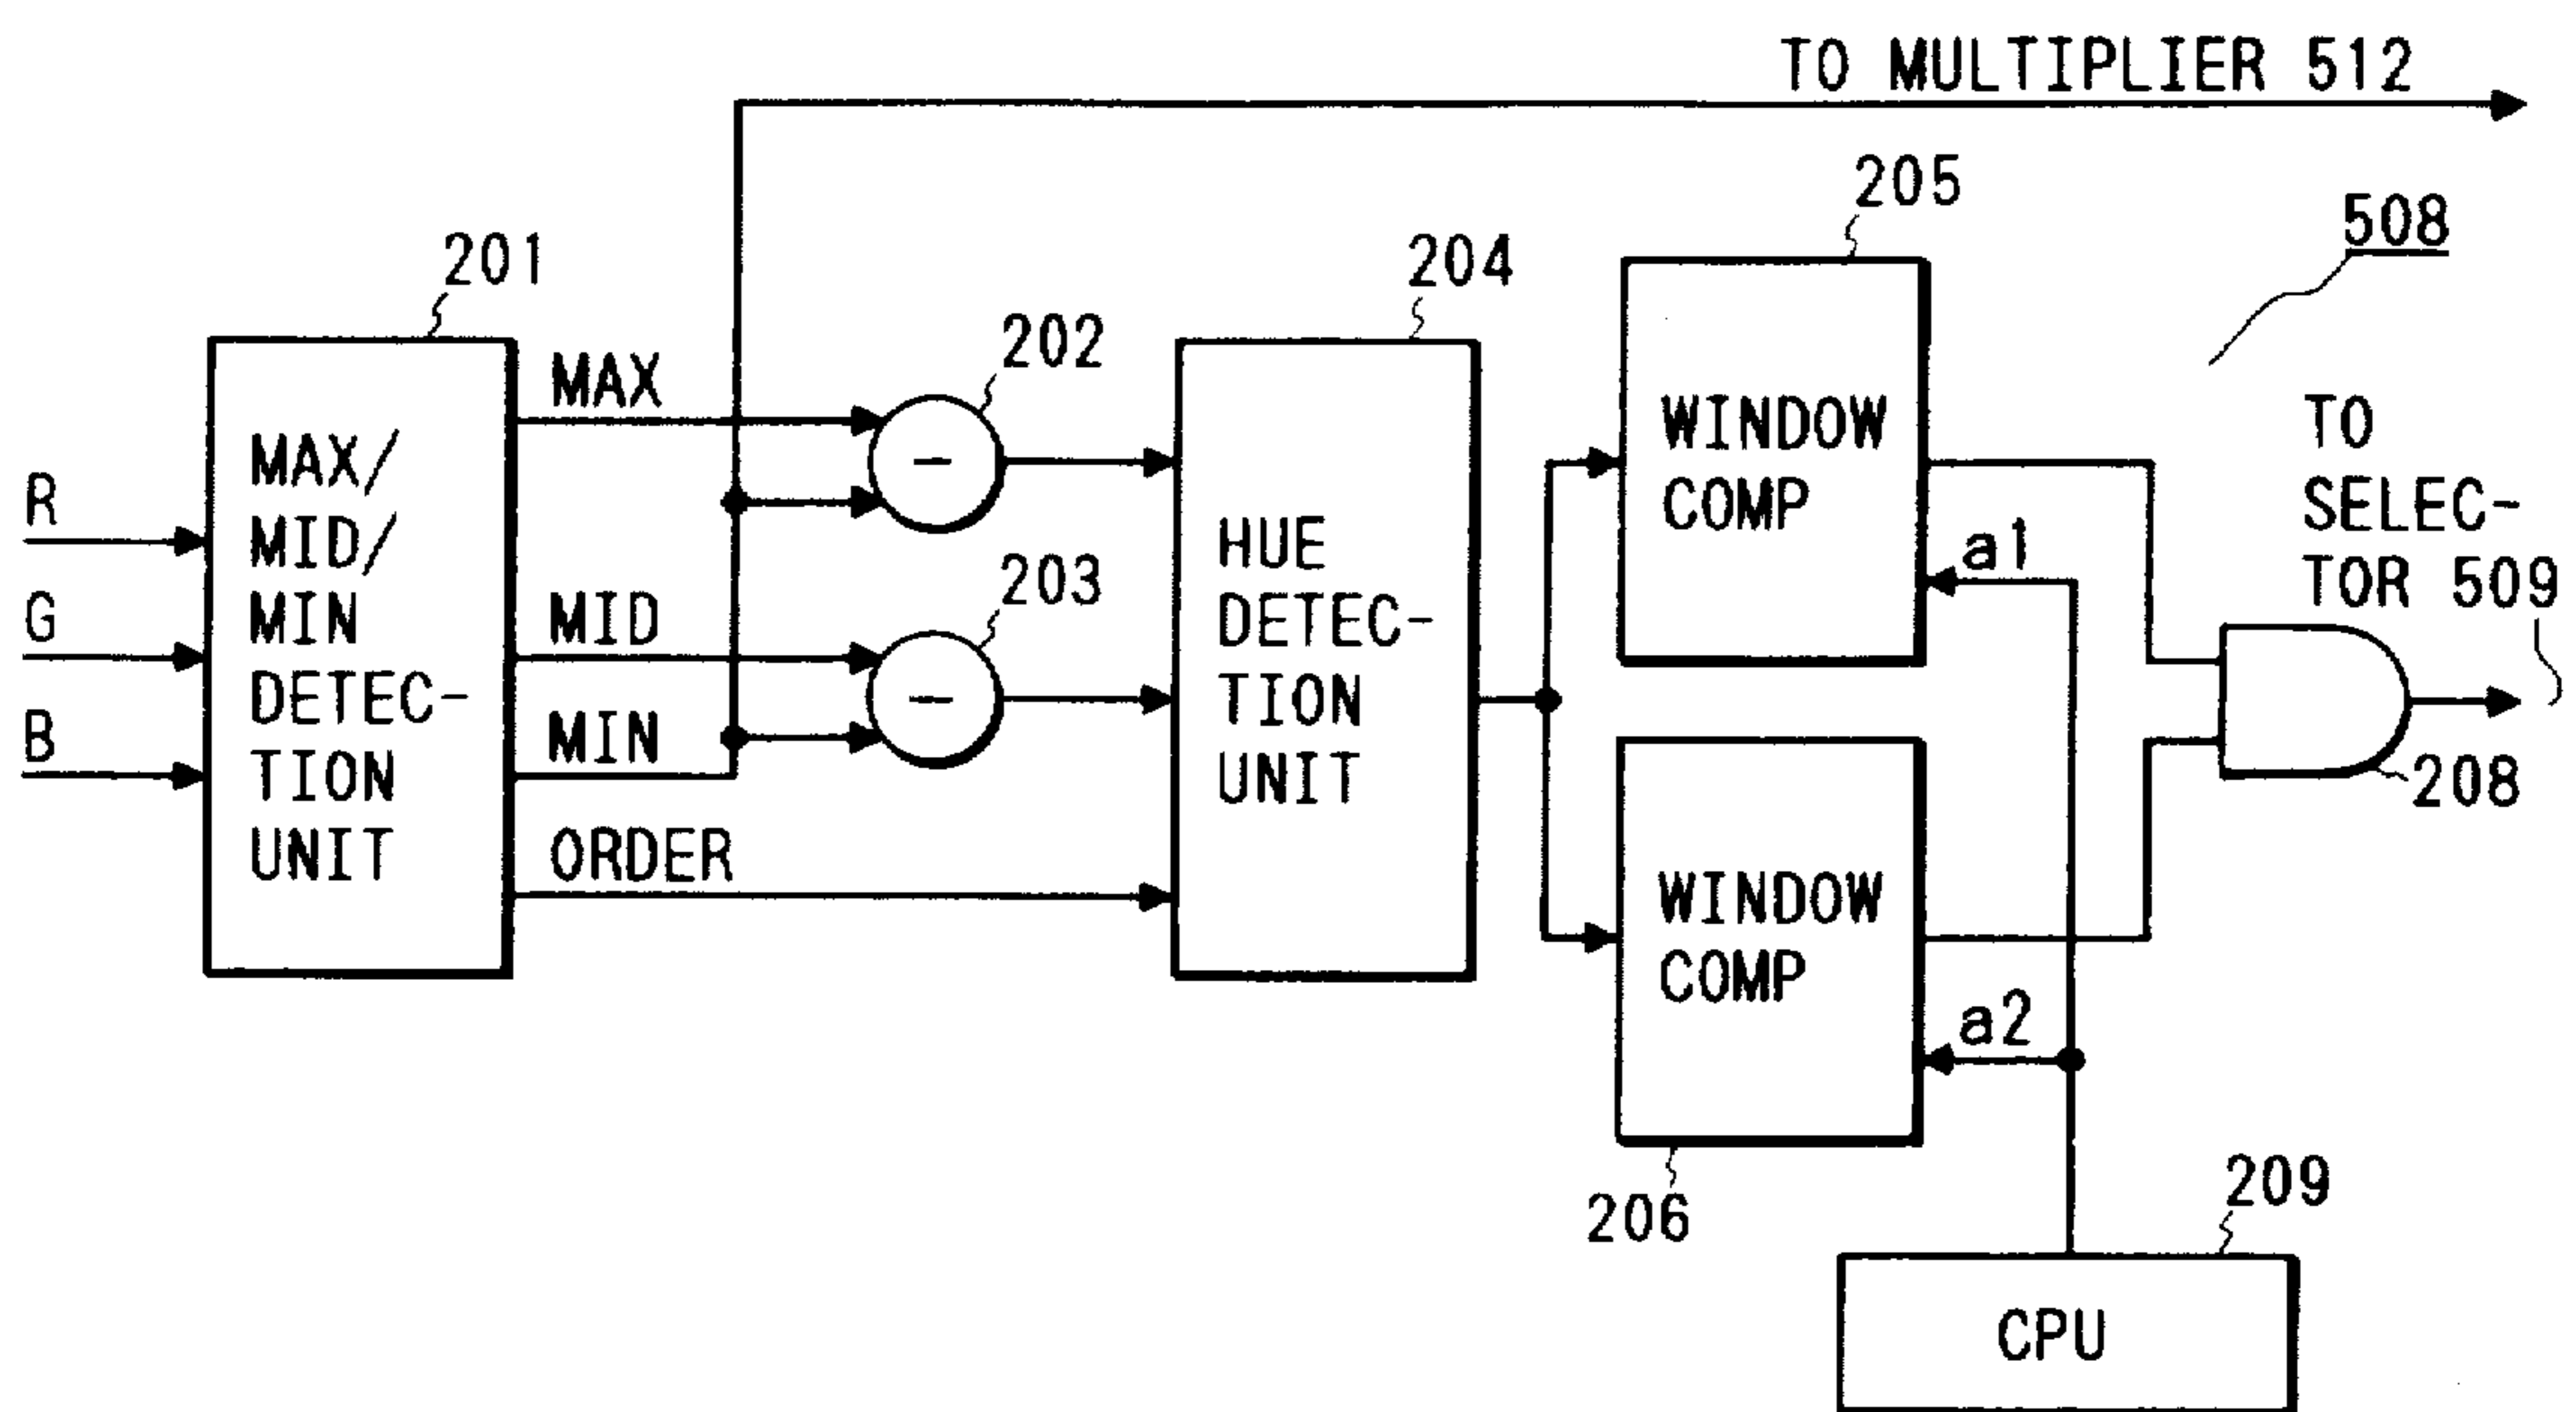 TO MULTIPLIER 512
205
508
201
204
202
MAX
WINDOW
COMP
TO
SELEC-
TOR 509
R
G
B
MAX/
MID/
MIN
DETEC-
TION
UNIT
-
203
MID
MIN
-
ORDER
HUE
DETEC-
TION
UNIT
a1
208
WINDOW
COMP
a2
206
209
CPU